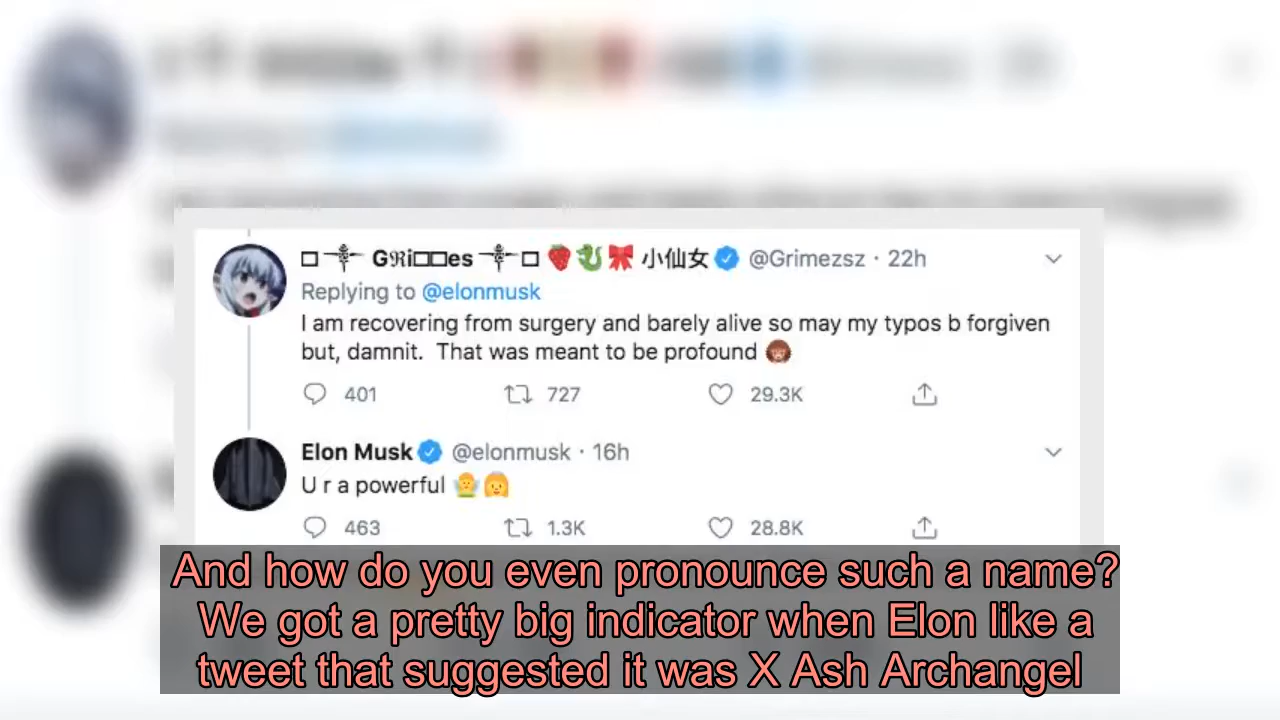 □ ⸸ Gℜi□□es ⸸ □ 🍓🐉🎀 小仙女 @Grimezsz · 22h
Replying to @elonmusk
I am recovering from surgery and barely alive so may my typos b forgiven
but, damnit. That was meant to be profound
401 727 29.3K
Elon Musk @elonmusk · 16h
U r a powerful
463 1.3K 28.8K
And how do you even pronounce such a name?
We got a pretty big indicator when Elon like a
tweet that suggested it was X Ash Archangel